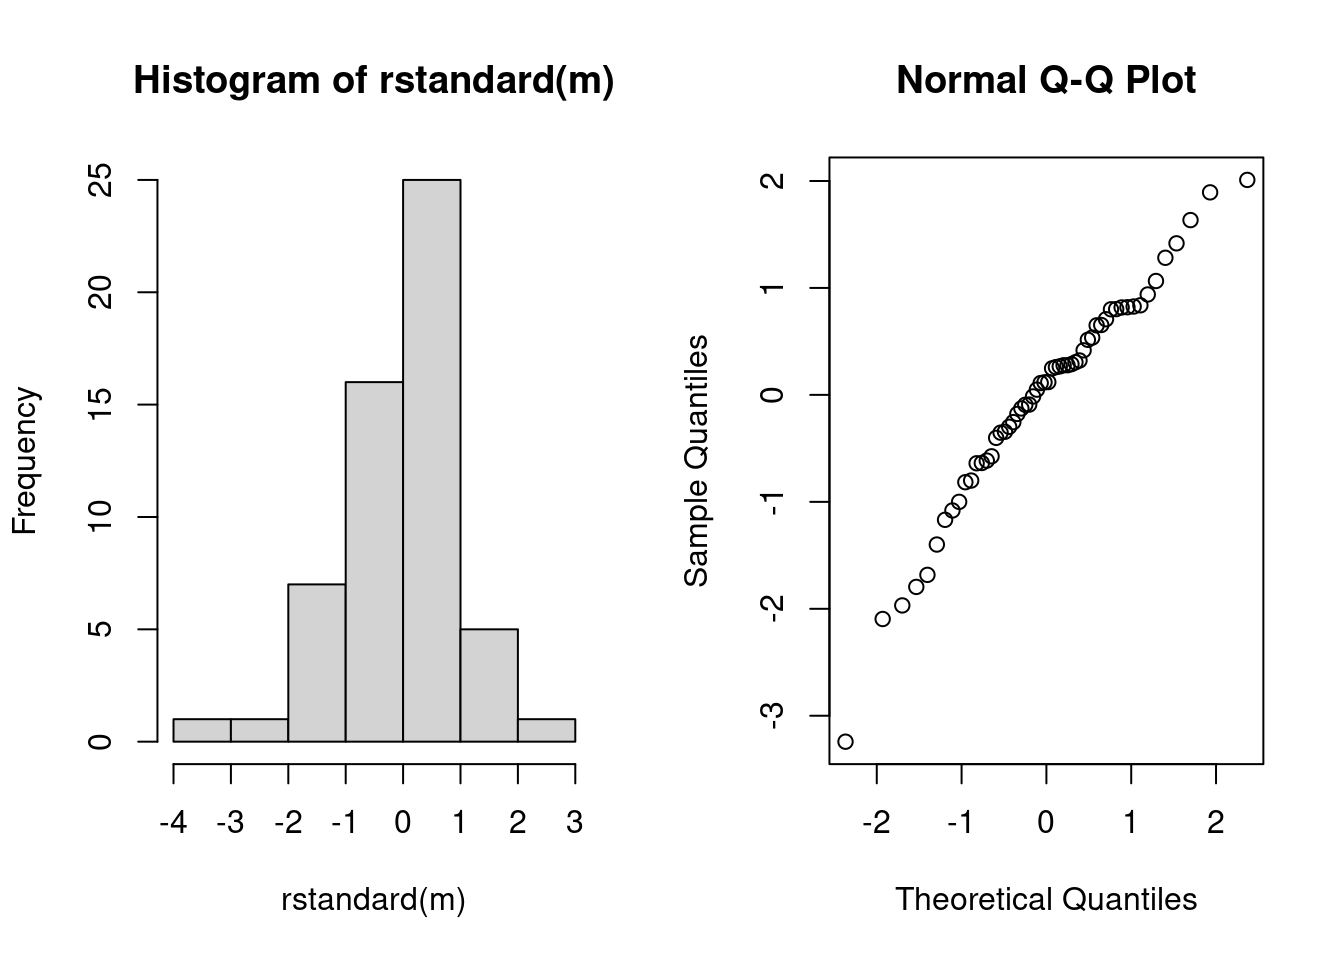 Histogram of rstandard(m)
Frequency
25
20
15
10
5
0
-4 -3 -2 -1 0 1 2 3
rstandard(m)
Normal Q-Q Plot
Sample Quantiles
2
1
0
-1
-2
-3
-2 -1 0 1 2
Theoretical Quantiles